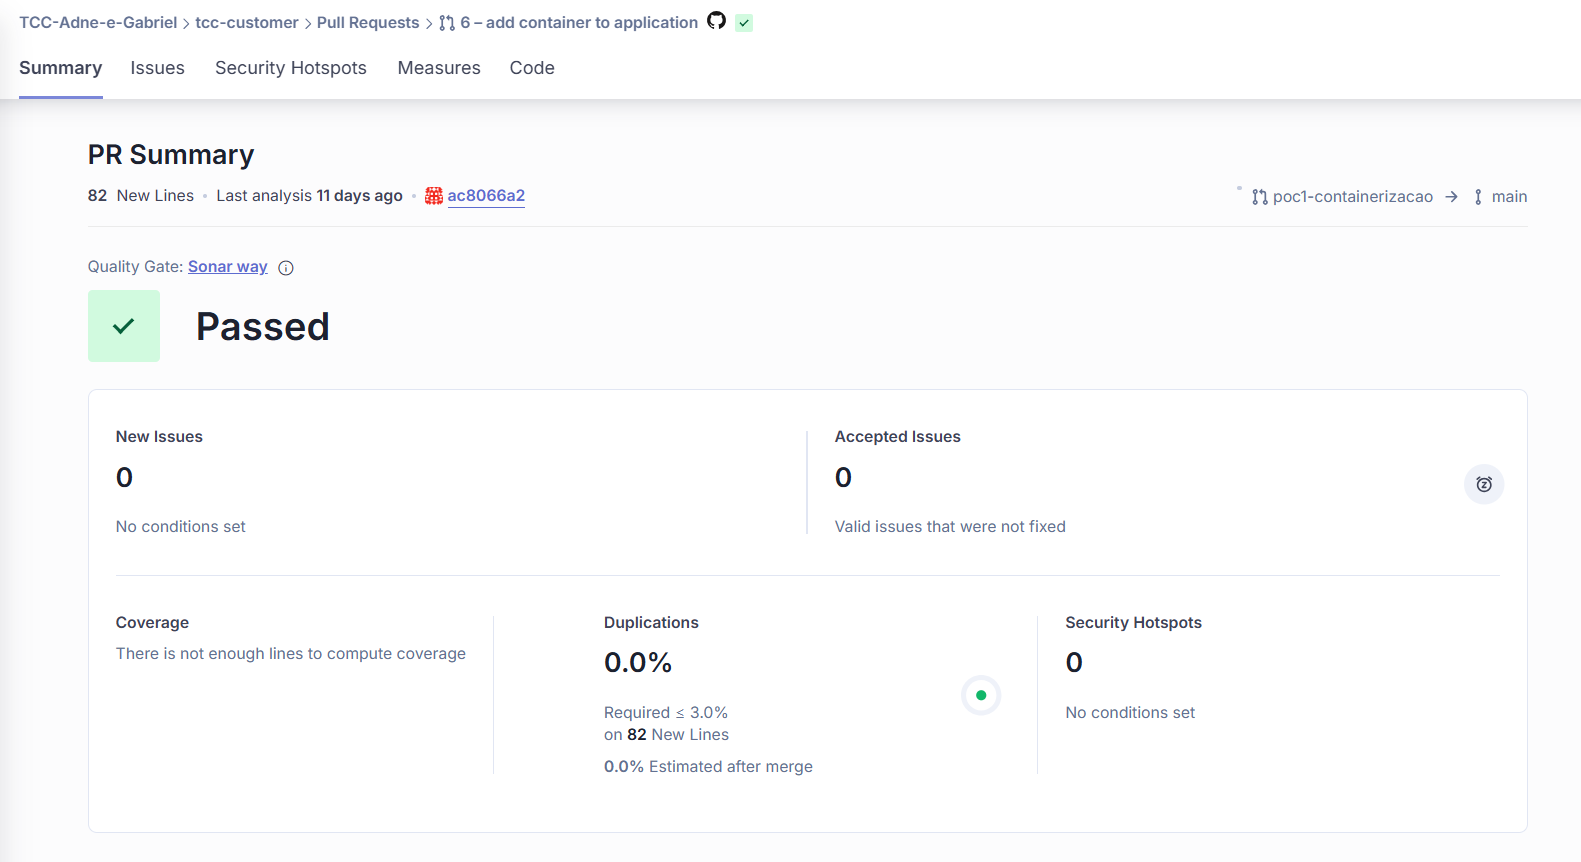 TCC-Adne-e-Gabriel > tcc-customer > Pull Requests > 6 – add container to application
Summary Issues Security Hotspots Measures Code
PR Summary
82 New Lines • Last analysis 11 days ago • ac8066a2
poc1-containerizacao → main
Quality Gate: Sonar way
Passed
New Issues
0
No conditions set
Accepted Issues
0
Valid issues that were not fixed
Coverage
There is not enough lines to compute coverage
Duplications
0.0%
Required ≤ 3.0%
on 82 New Lines
0.0% Estimated after merge
Security Hotspots
0
No conditions set